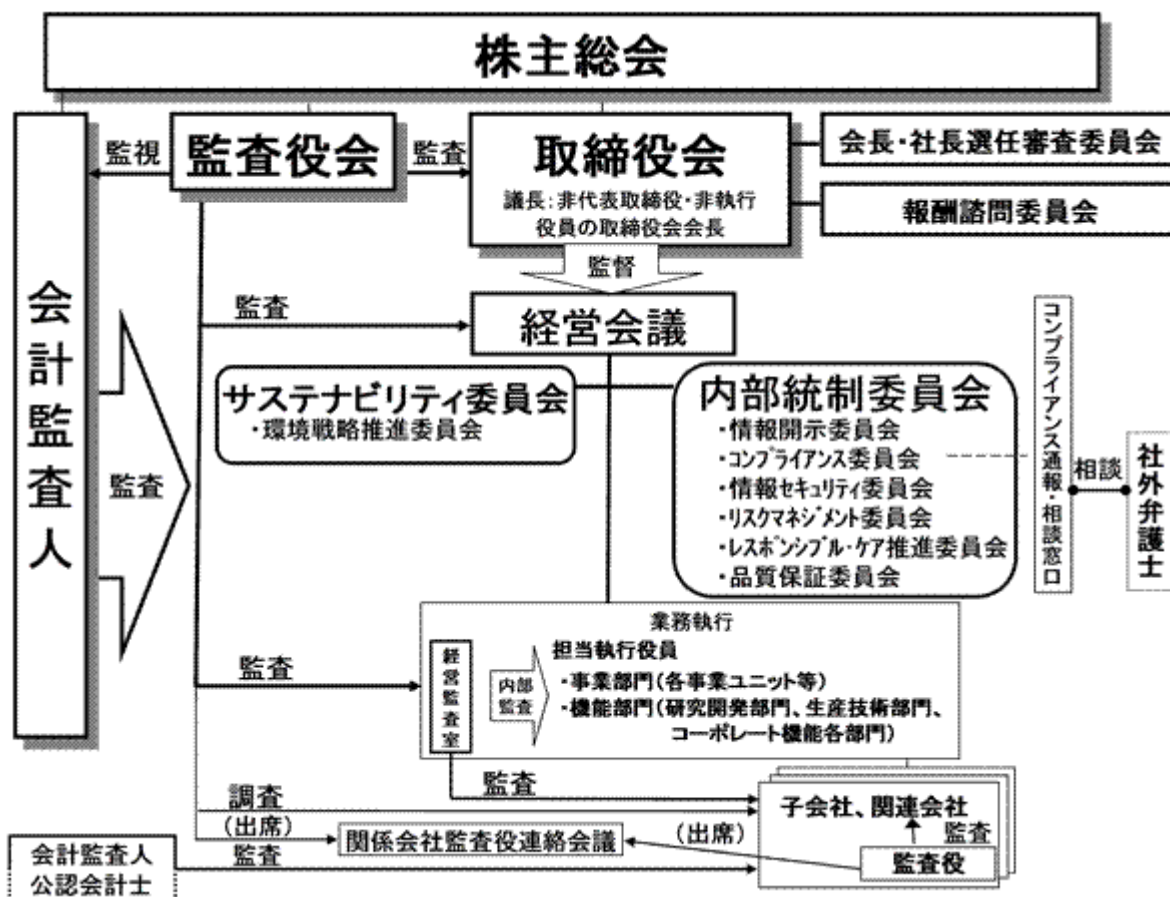 株主総会
監視
監査役会
監査
取締役会
議長:非代表取締役・非執行
役員の取締役会会長
会長・社長選任審査委員会
報酬諮問委員会
会計監査人
監督
監査
経営会議
サステナビリティ委員会
・環境戦略推進委員会
内部統制委員会
・情報開示委員会
・コンプライアンス委員会
・情報セキュリティ委員会
・リスクマネジメント委員会
・レスポンシブル・ケア推進委員会
・品質保証委員会
コンプライアンス通報・相談窓口
相談
社外弁護士
監査
業務執行
監査
経営監査室
内部
監査
担当執行役員
・事業部門(各事業ユニット等)
・機能部門(研究開発部門、生産技術部門、
コーポレート機能各部門)
監査
調査
(出席)
関係会社監査役連絡会議
(出席)
子会社、関連会社
監査
監査役
会計監査人
公認会計士
監査